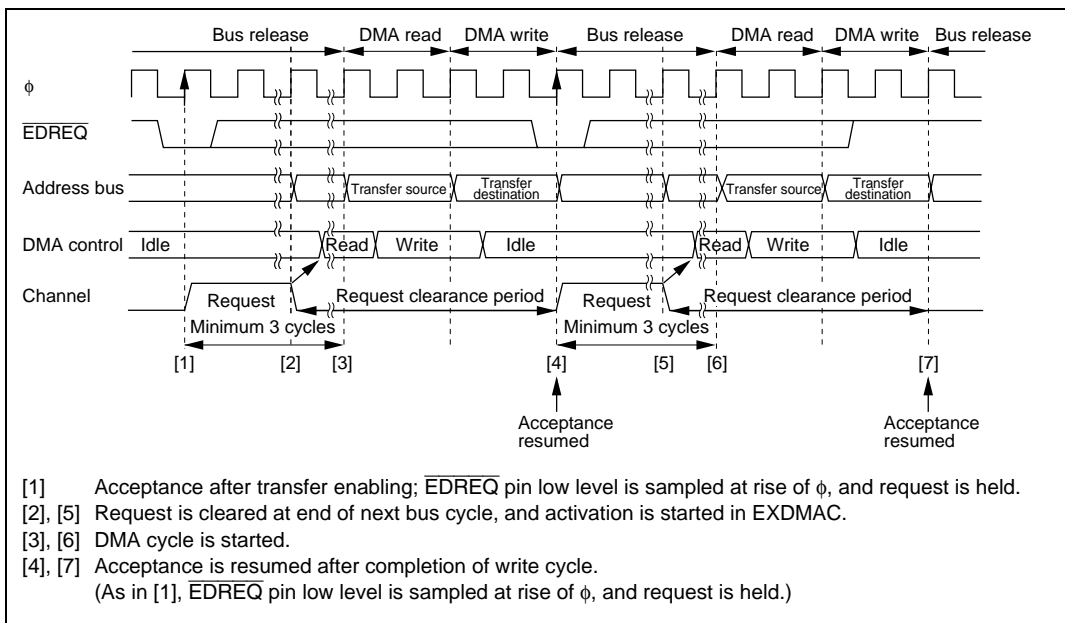 Bus release DMA read DMA write Bus release DMA read DMA write Bus release
ϕ
EDREQ
Address bus Transfer source Transfer destination Transfer source Transfer destination
DMA control Idle Read Write Idle Read Write Idle
Channel Request Request clearance period Request Request clearance period
Minimum 3 cycles Minimum 3 cycles
[1] [2] [3] [4] [5] [6] [7]
Acceptance resumed Acceptance resumed
[1] Acceptance after transfer enabling; EDREQ pin low level is sampled at rise of ϕ, and request is held.
[2], [5] Request is cleared at end of next bus cycle, and activation is started in EXDMAC.
[3], [6] DMA cycle is started.
[4], [7] Acceptance is resumed after completion of write cycle.
(As in [1], EDREQ pin low level is sampled at rise of ϕ, and request is held.)